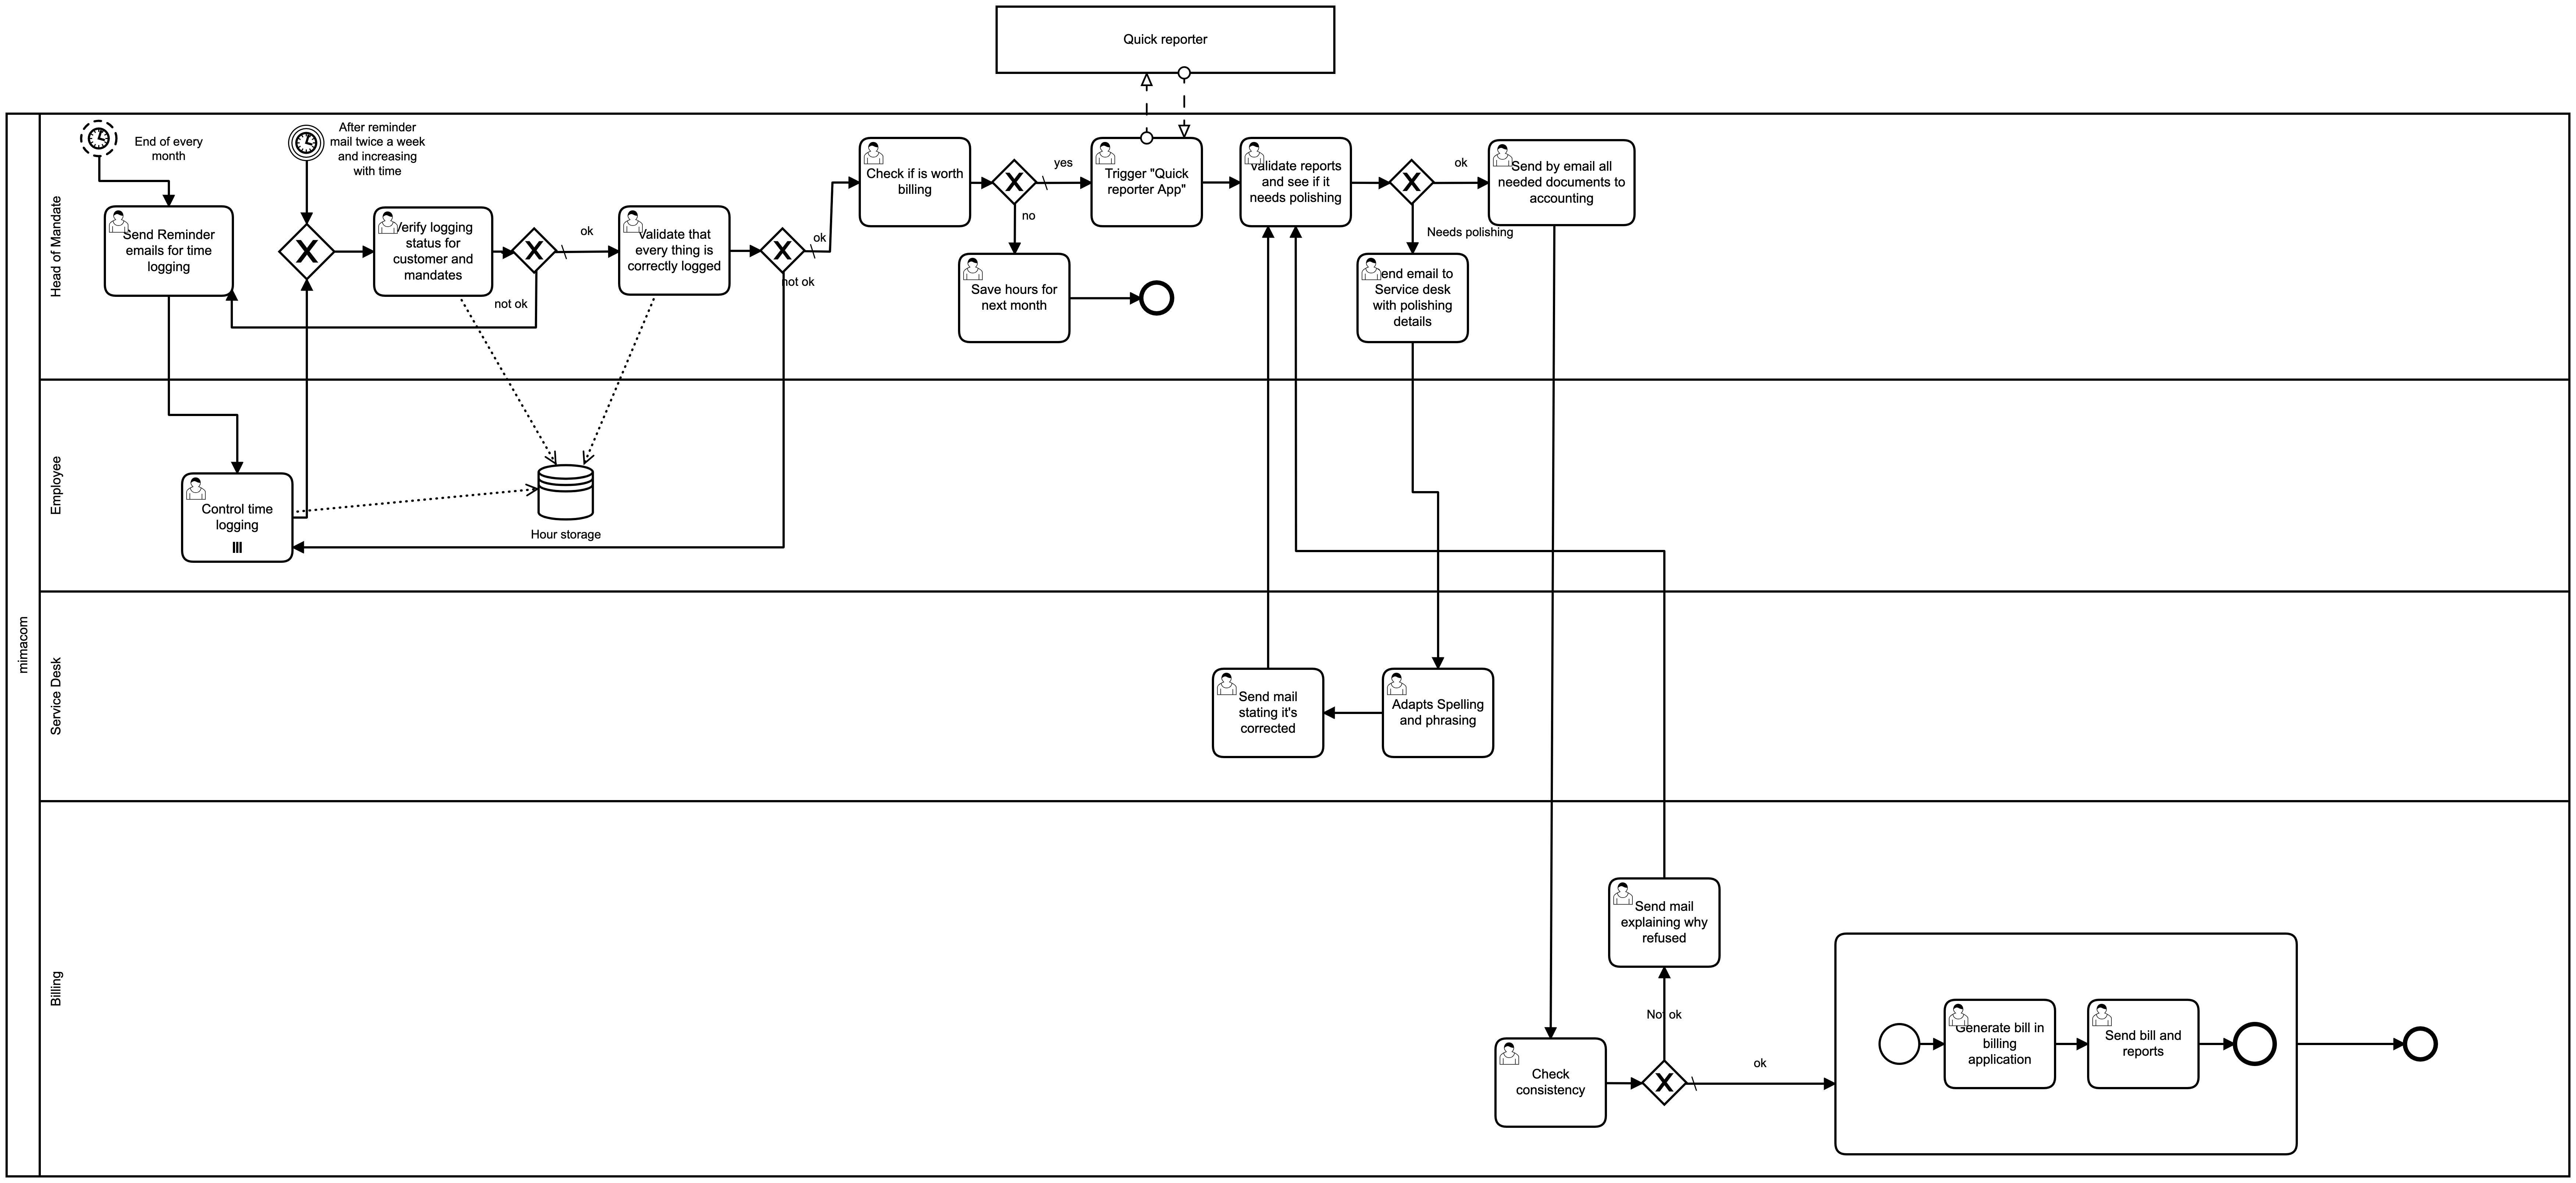 Quick reporter
mimacom
Head of Mandate
End of every
month
After reminder
mail twice a week
and increasing
with time
Send Reminder
emails for time
logging
Verify logging
status for
customer and
mandates
ok
not ok
Validate that
every thing is
correctly logged
ok
not ok
Check if is worth
billing
yes
no
Save hours for
next month
Trigger "Quick
reporter App"
Validate reports
and see if it
needs polishing
ok
Needs polishing
Send by email all
needed documents to
accounting
Send email to
Service desk
with polishing
details
Employee
Control time
logging
Hour storage
Service Desk
Send mail
stating it's
corrected
Adapts Spelling
and phrasing
Billing
Send mail
explaining why
refused
Not ok
Check
consistency
ok
Generate bill in
billing
application
Send bill and
reports